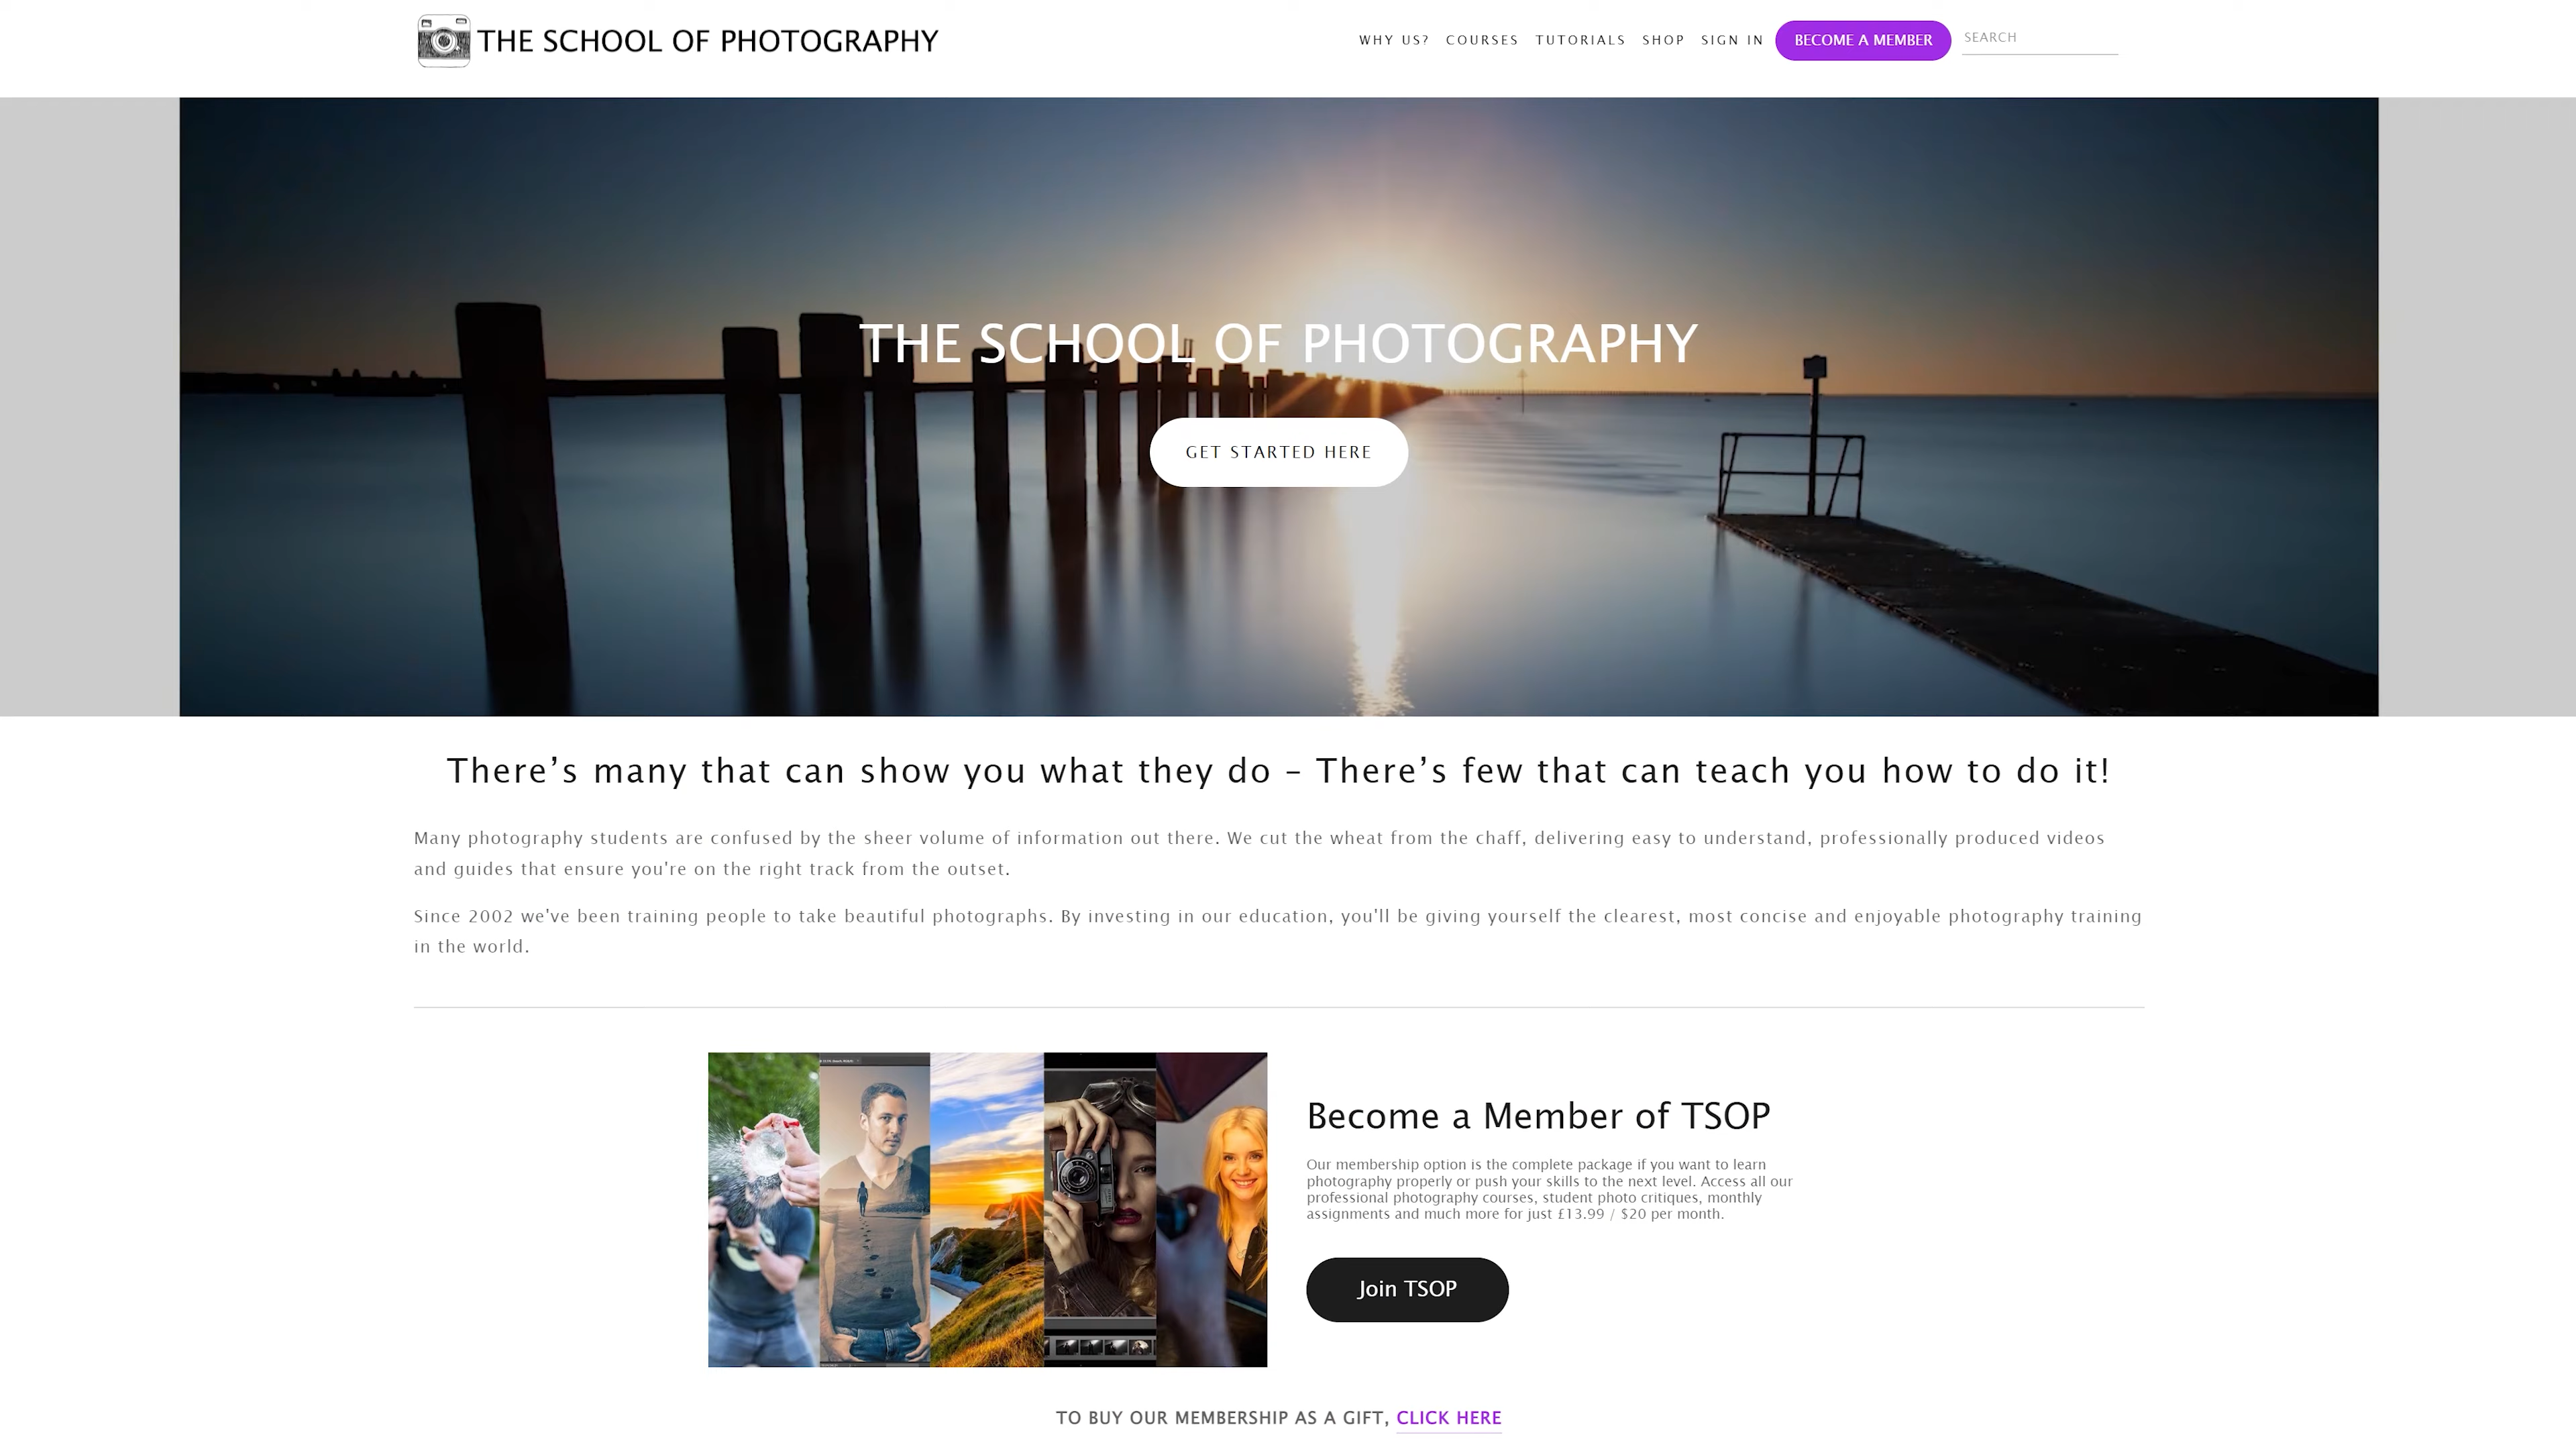 THE SCHOOL OF PHOTOGRAPHY
WHY US? COURSES TUTORIALS SHOP SIGN IN BECOME A MEMBER SEARCH
THE SCHOOL OF PHOTOGRAPHY
GET STARTED HERE
There's many that can show you what they do – There's few that can teach you how to do it!
Many photography students are confused by the sheer volume of information out there. We cut the wheat from the chaff, delivering easy to understand, professionally produced videos
and guides that ensure you're on the right track from the outset.
Since 2002 we've been training people to take beautiful photographs. By investing in our education, you'll be giving yourself the clearest, most concise and enjoyable photography training
in the world.
Become a Member of TSOP
Our membership option is the complete package if you want to learn
photography properly or push your skills to the next level. Access all our
professional photography courses, student photo critiques, monthly
assignments and much more for just £13.99 / $20 per month.
Join TSOP
TO BUY OUR MEMBERSHIP AS A GIFT, CLICK HERE